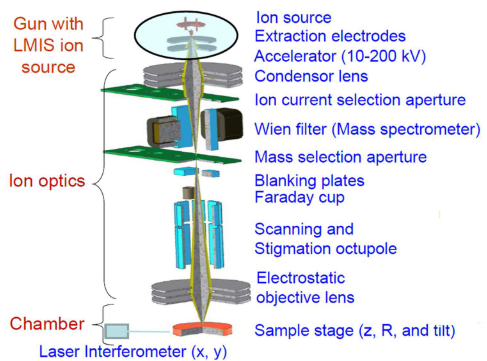 Gun with
LMIS ion
source
Ion source
Extraction electrodes
Accelerator (10-200 kV)
Condensor lens
Ion current selection aperture
Wien filter (Mass spectrometer)
Mass selection aperture
Ion optics
Blanking plates
Faraday cup
Scanning and
Stigmation octupole
Electrostatic
objective lens
Chamber
Sample stage (z, R, and tilt)
Laser Interferometer (x, y)